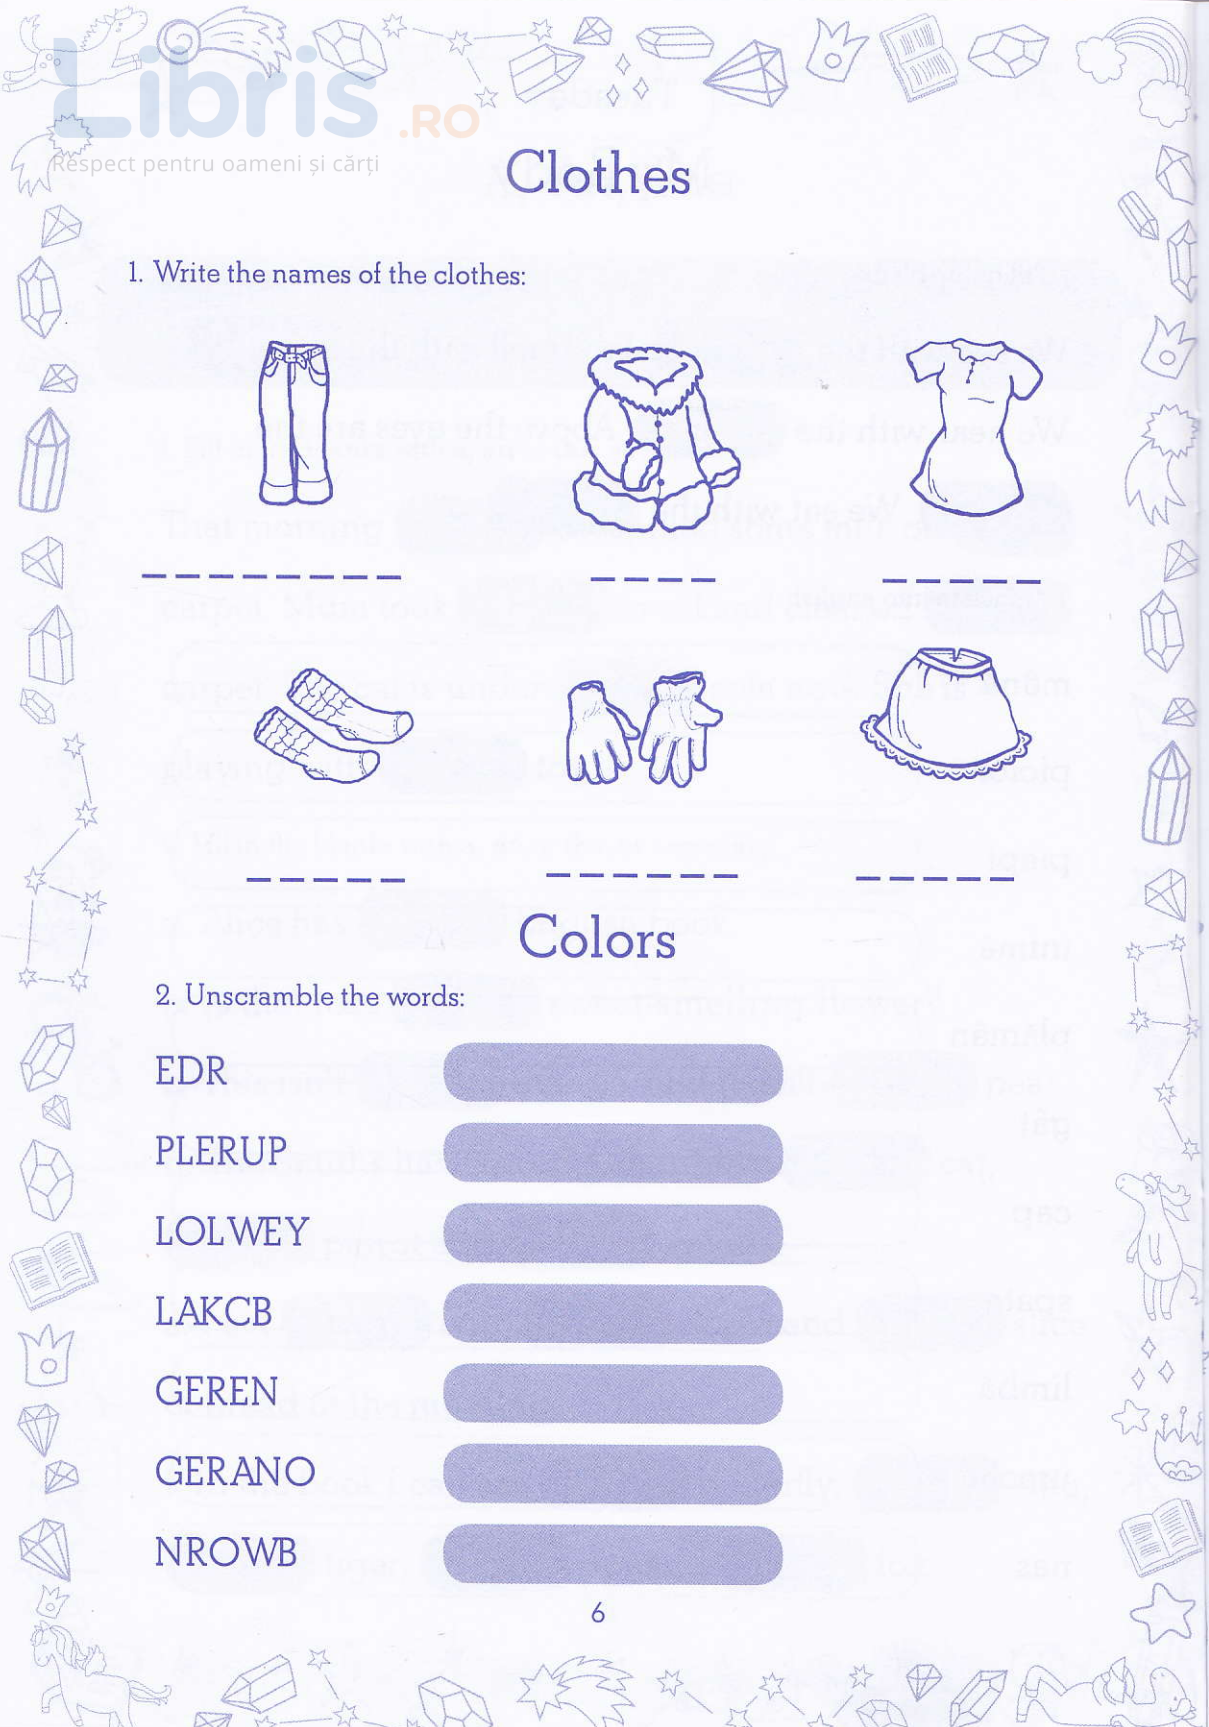 Libris.RO
Respect pentru oameni și cărți
Clothes
1. Write the names of the clothes:
Colors
2. Unscramble the words:
EDR
PLERUP
LOLWEY
LAKCB
GEREN
GERANO
NROWB
6